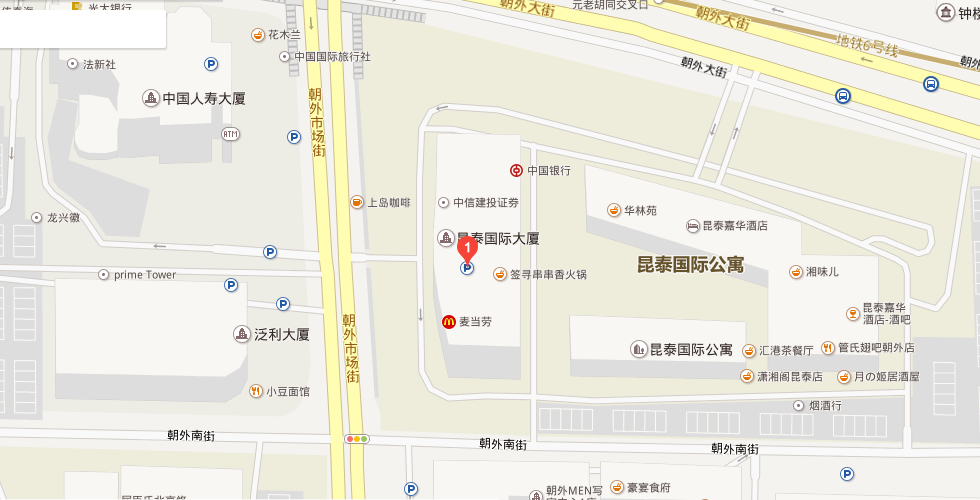 光大银行
元老胡同交叉口
朝外大街
朝外大街
地铁6号线
朝外大街
花木兰
中国国际旅行社
法新社
P
中国人寿大厦
ATM
P
朝外市场街
中国银行
上岛咖啡
中信建投证券
华林苑
龙兴徽
昆泰嘉华酒店
昆泰国际大厦
1
P
P
昆泰国际公寓
prime Tower
签寻串串香火锅
湘味儿
P
P
昆泰嘉华
酒店-酒吧
麦当劳
朝外市场街
泛利大厦
昆泰国际公寓
汇港茶餐厅
管氏翅吧朝外店
潇湘阁昆泰店
月の姬居酒屋
小豆面馆
烟酒行
朝外南街
朝外南街
朝外南街
P
P
朝外MEN写
豪宴食府